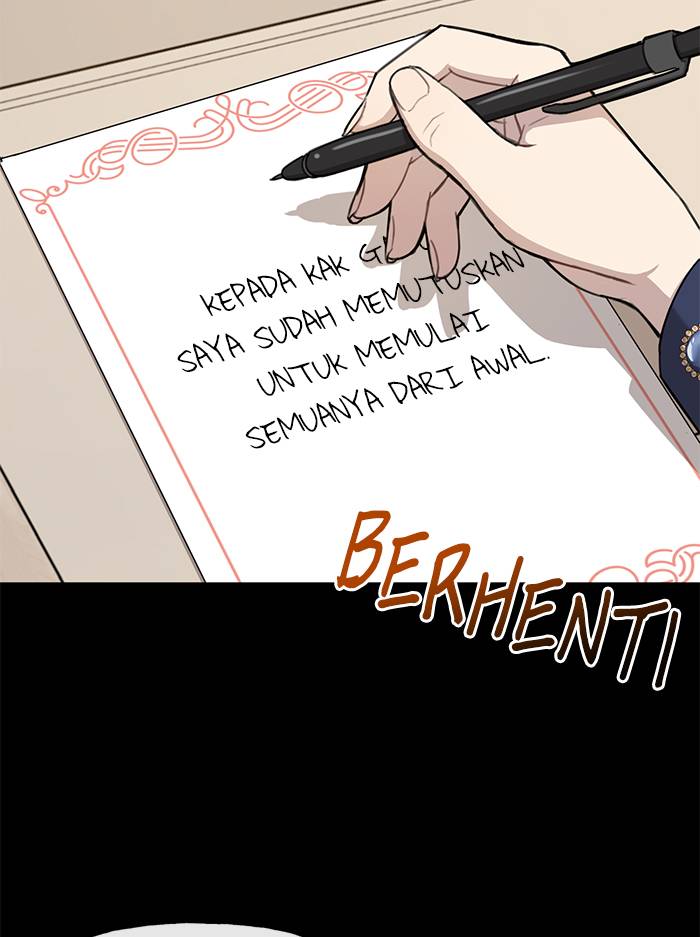 KEPADA KAK
SAYA SUDAH MEMUTUSKAN
UNTUK MEMULAI
SEMUANYA DARI AWAL.
BERHENTI